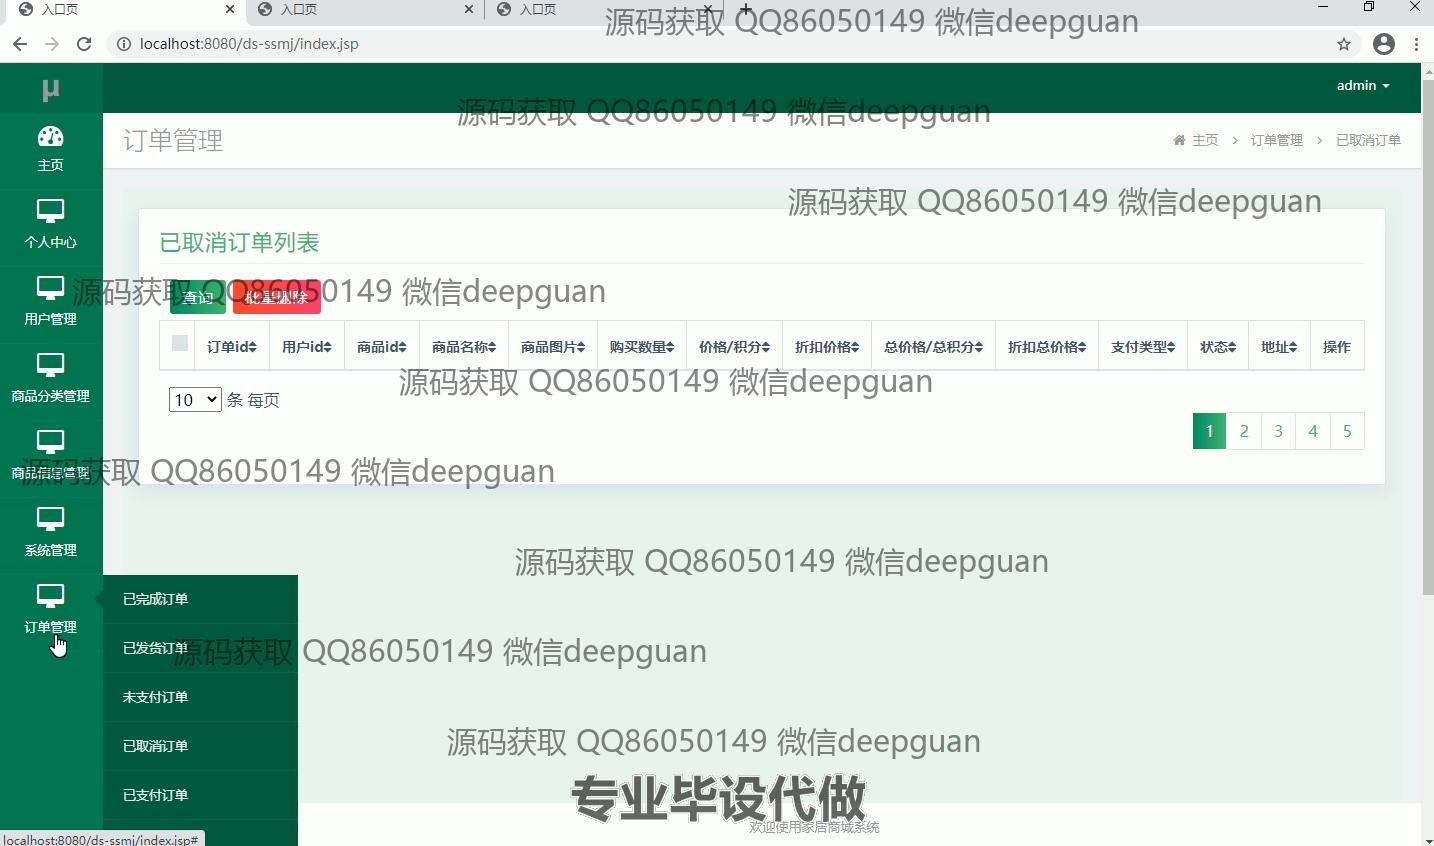 入口页
入口页
入口页
源码获取 QQ86050149 微信deepguan
localhost:8080/ds-ssmj/index.jsp
μ
admin
源码获取 QQ86050149 微信deepguan
订单管理
主页 > 订单管理 > 已取消订单
主页
源码获取 QQ86050149 微信deepguan
个人中心
已取消订单列表
用户管理
源码获取 QQ86050149 微信deepguan
查询
批量删除
订单id 用户id 商品id 商品名称 商品图片 购买数量 价格/积分 折扣价格 总价格/总积分 折扣总价格 支付类型 状态 地址 操作
商品分类管理
源码获取 QQ86050149 微信deepguan
10 条 每页
1 2 3 4 5
商品信息管理
源码获取 QQ86050149 微信deepguan
系统管理
源码获取 QQ86050149 微信deepguan
订单管理
已完成订单
已发货订单
源码获取 QQ86050149 微信deepguan
未支付订单
已取消订单
源码获取 QQ86050149 微信deepguan
已支付订单
专业毕设代做
欢迎使用家居商城系统
localhost:8080/ds-ssmj/index.jsp#